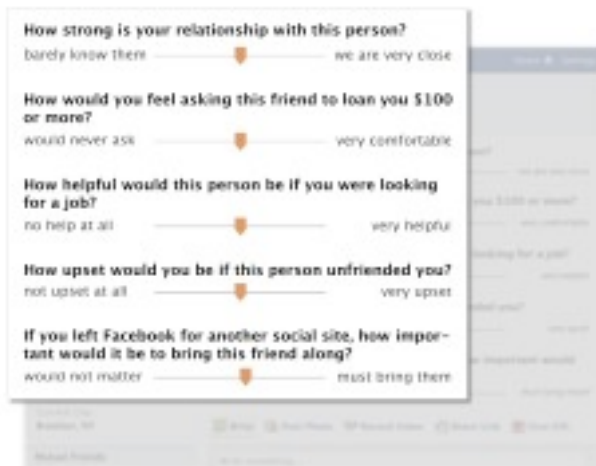 How strong is your relationship with this person?
barely know them we are very close
How would you feel asking this friend to loan you $100
or more?
would never ask very comfortable
How helpful would this person be if you were looking
for a job?
no help at all very helpful
How upset would you be if this person unfriended you?
not upset at all very upset
If you left Facebook for another social site, how impor-
tant would it be to bring this friend along?
would not matter must bring them